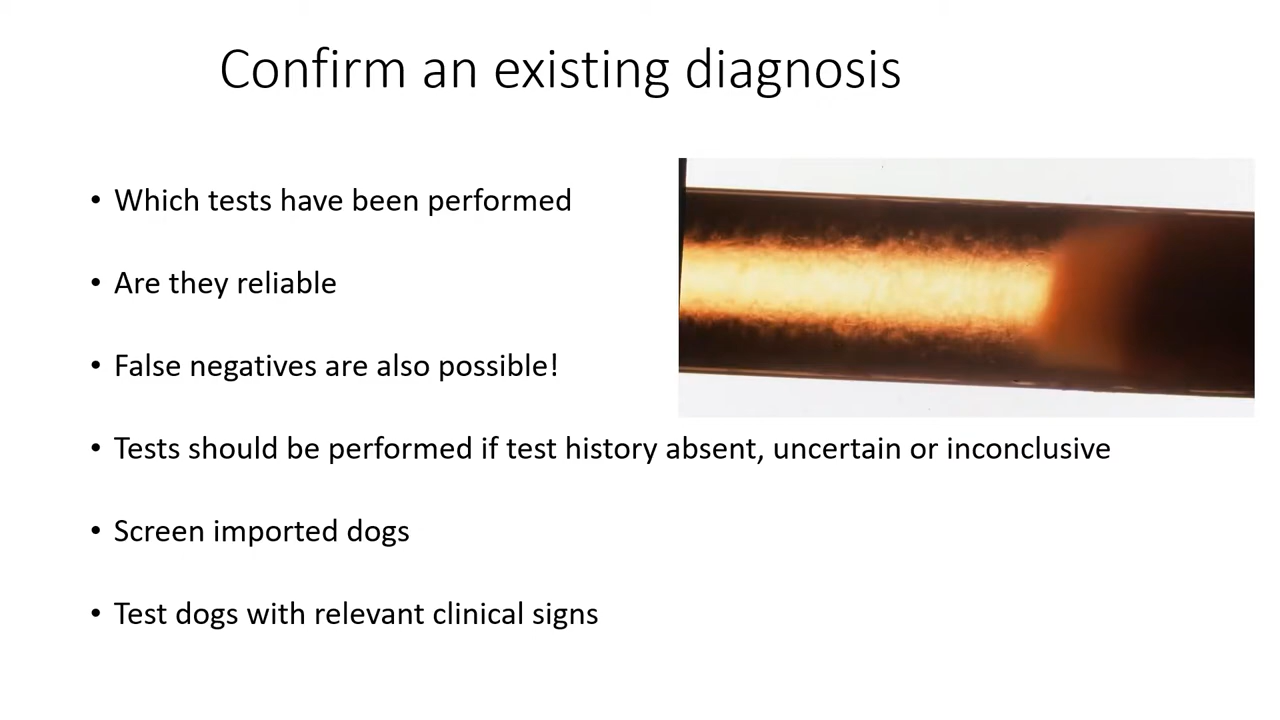 Confirm an existing diagnosis
• Which tests have been performed
• Are they reliable
• False negatives are also possible!
• Tests should be performed if test history absent, uncertain or inconclusive
• Screen imported dogs
• Test dogs with relevant clinical signs